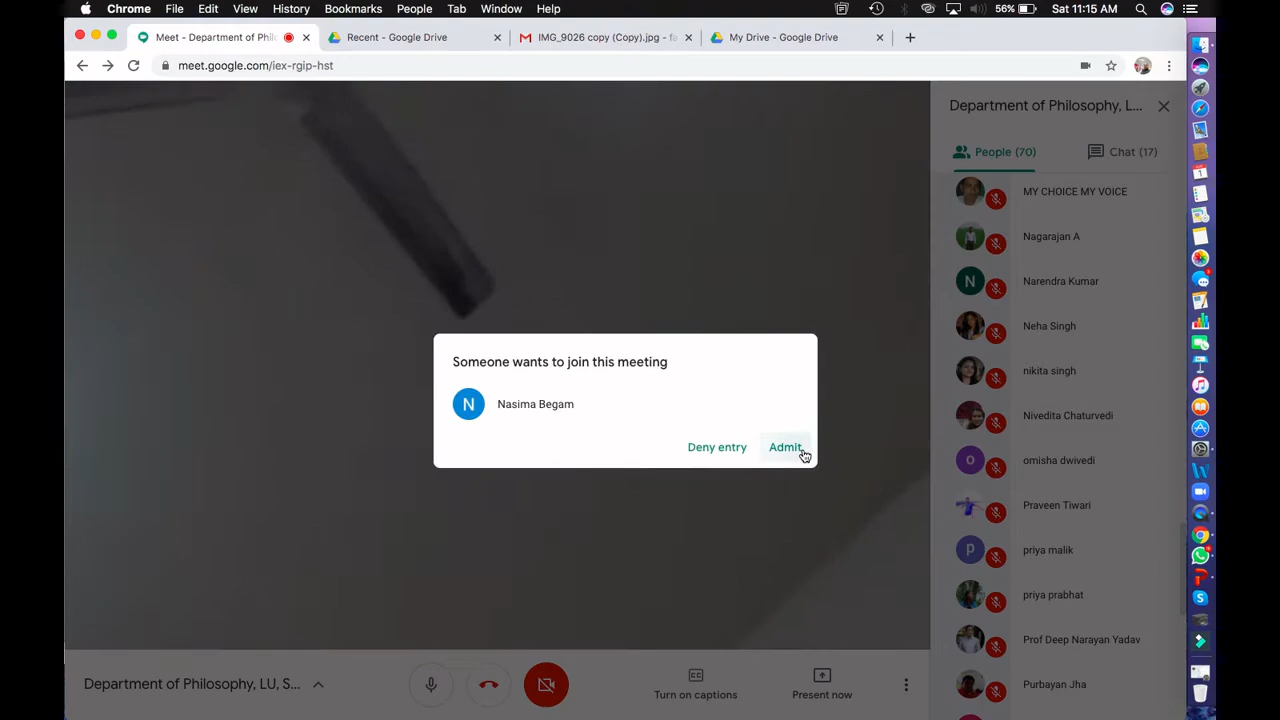 Chrome File Edit View History Bookmarks People Tab Window Help 56% Sat 11:15 AM
Meet - Department of Phil Recent - Google Drive IMG_9026 copy (Copy).jpg - fa My Drive - Google Drive
meet.google.com/iex-rgip-hst
Department of Philosophy, L...
People (70) Chat (17)
MY CHOICE MY VOICE
Nagarajan A
N Narendra Kumar
Neha Singh
nikita singh
Nivedita Chaturvedi
o omisha dwivedi
Praveen Tiwari
p priya malik
priya prabhat
Prof Deep Narayan Yadav
Purbayan Jha
Someone wants to join this meeting
N Nasima Begam
Deny entry Admit
Department of Philosophy, LU, S...
Turn on captions
Present now